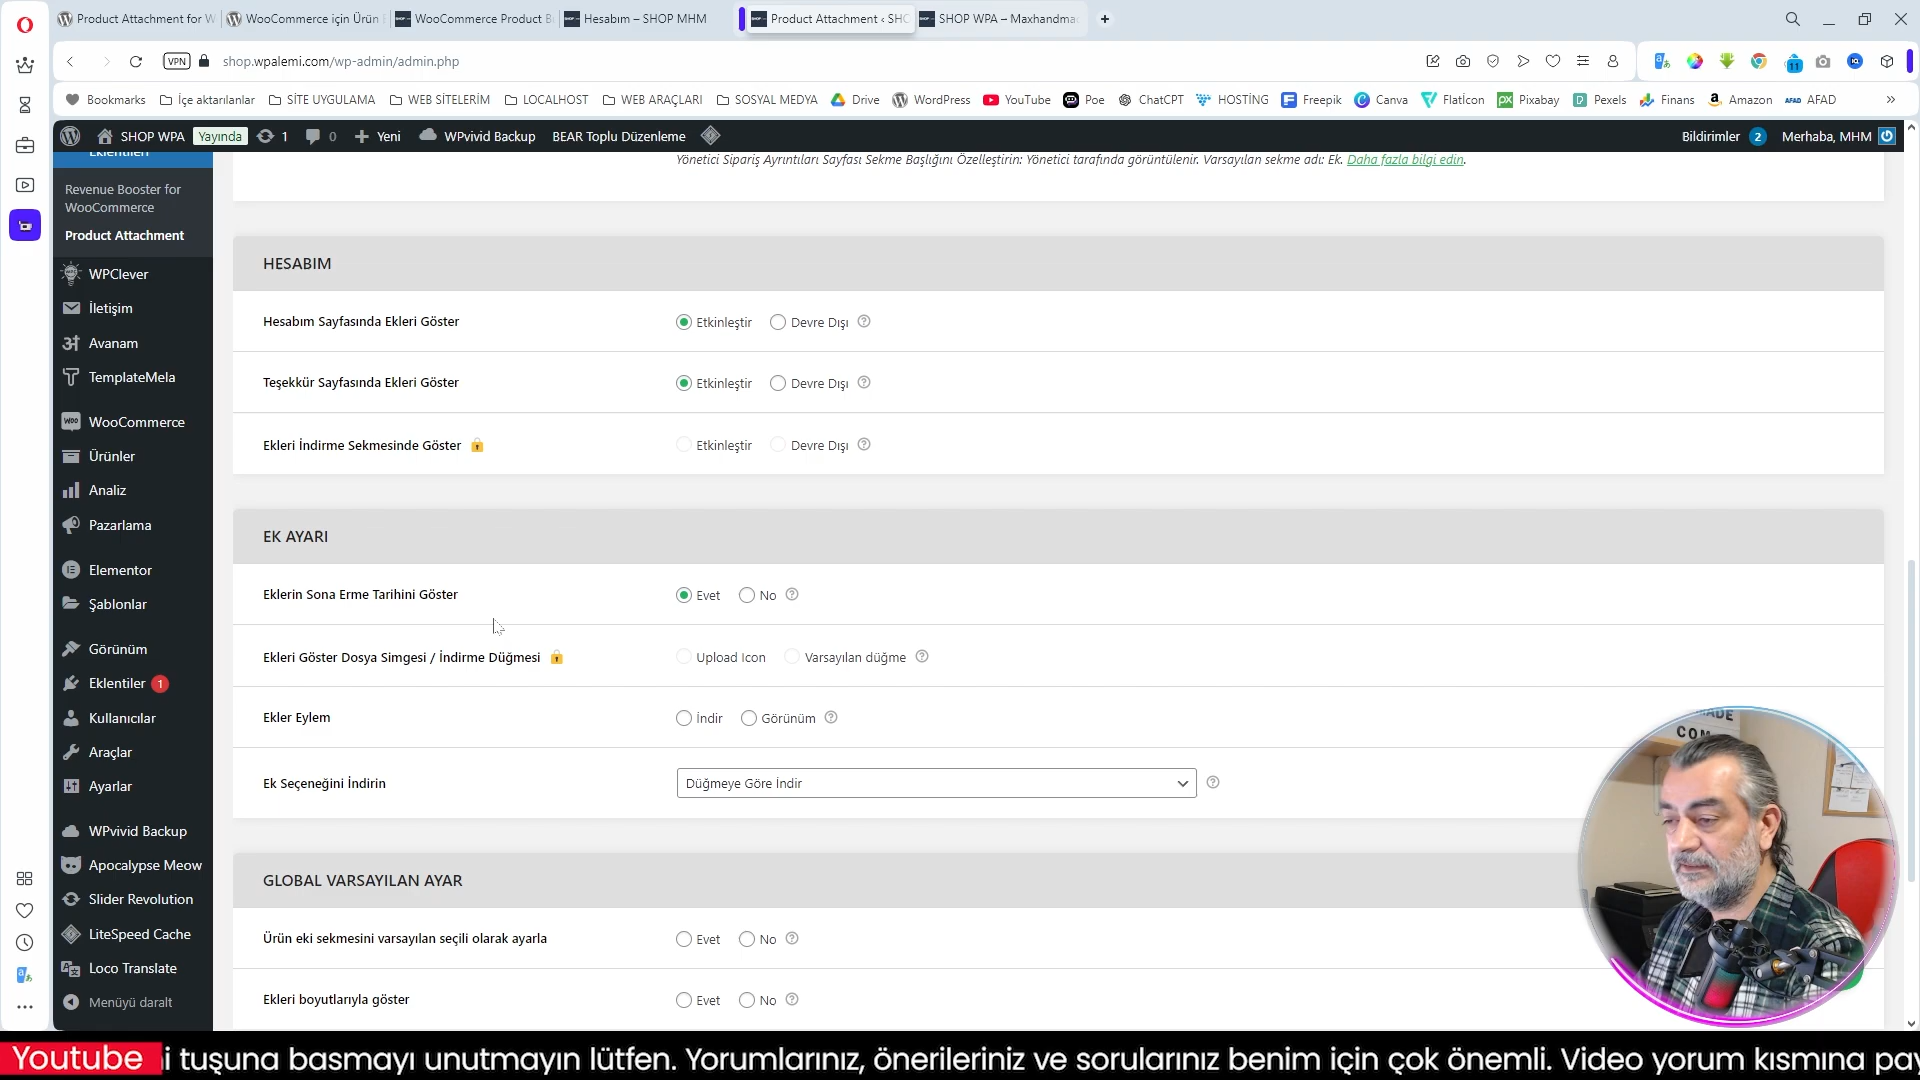 Product Attachment for W
WooCommerce için Ürün
WooCommerce Product B
Hesabım – SHOP MHM
Product Attachment ‹ SHO
SHOP WPA – Maxhandma
VPN
shop.wpalemi.com/wp-admin/admin.php
Bookmarks
İçe aktarılanlar
SİTE UYGULAMA
WEB SİTELERİM
LOCALHOST
WEB ARAÇLARI
SOSYAL MEDYA
Drive
WordPress
YouTube
Poe
ChatGPT
HOSTİNG
Freepik
Canva
Flatİcon
Pixabay
Pexels
Finans
Amazon
AFAD
SHOP WPA
Yayında
1
0
Yeni
WPvivid Backup
BEAR Toplu Düzenleme
Bildirimler 2
Merhaba, MHM
Eklentileri
Revenue Booster for
WooCommerce
Product Attachment
WPClever
İletişim
Avanam
TemplateMela
WooCommerce
Ürünler
Analiz
Pazarlama
Elementor
Şablonlar
Görünüm
Eklentiler 1
Kullanıcılar
Araçlar
Ayarlar
WPvivid Backup
Apocalypse Meow
Slider Revolution
LiteSpeed Cache
Loco Translate
Menüyü daralt
Yönetici Sipariş Ayrıntıları Sayfası Sekme Başlığını Özelleştirin: Yönetici tarafında görüntülenir. Varsayılan sekme adı: Ek. Daha fazla bilgi edin.
HESABIM
Hesabım Sayfasında Ekleri Göster
Etkinleştir Devre Dışı
Teşekkür Sayfasında Ekleri Göster
Etkinleştir Devre Dışı
Ekleri İndirme Sekmesinde Göster
Etkinleştir Devre Dışı
EK AYARI
Eklerin Sona Erme Tarihini Göster
Evet No
Ekleri Göster Dosya Simgesi / İndirme Düğmesi
Upload Icon Varsayılan düğme
Ekler Eylem
İndir Görünüm
Ek Seçeneğini İndirin
Düğmeye Göre İndir
GLOBAL VARSAYILAN AYAR
Ürün eki sekmesini varsayılan seçili olarak ayarla
Evet No
Ekleri boyutlarıyla göster
Evet No
Youtube
i tuşuna basmayı unutmayın lütfen. Yorumlarınız, önerileriniz ve sorularınız benim için çok önemli. Video yorum kısmına pay